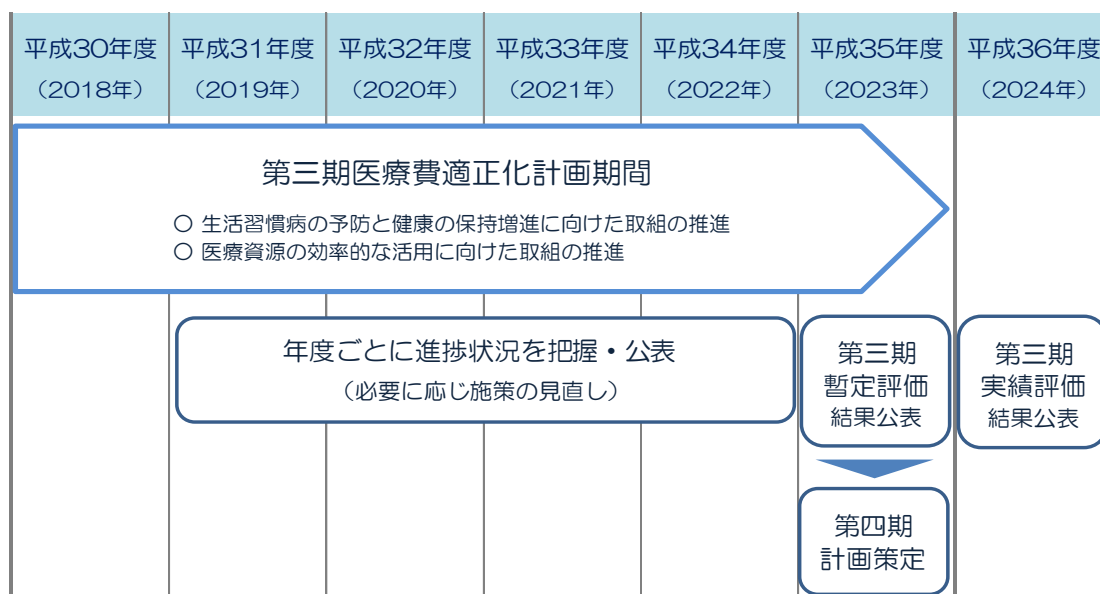 平成30年度 平成31年度 平成32年度 平成33年度 平成34年度 平成35年度 平成36年度
（2018年） （2019年） （2020年） （2021年） （2022年） （2023年） （2024年）
第三期医療費適正化計画期間
○ 生活習慣病の予防と健康の保持増進に向けた取組の推進
○ 医療資源の効率的な活用に向けた取組の推進
年度ごとに進捗状況を把握・公表
（必要に応じ施策の見直し）
第三期
暫定評価
結果公表
第三期
実績評価
結果公表
第四期
計画策定